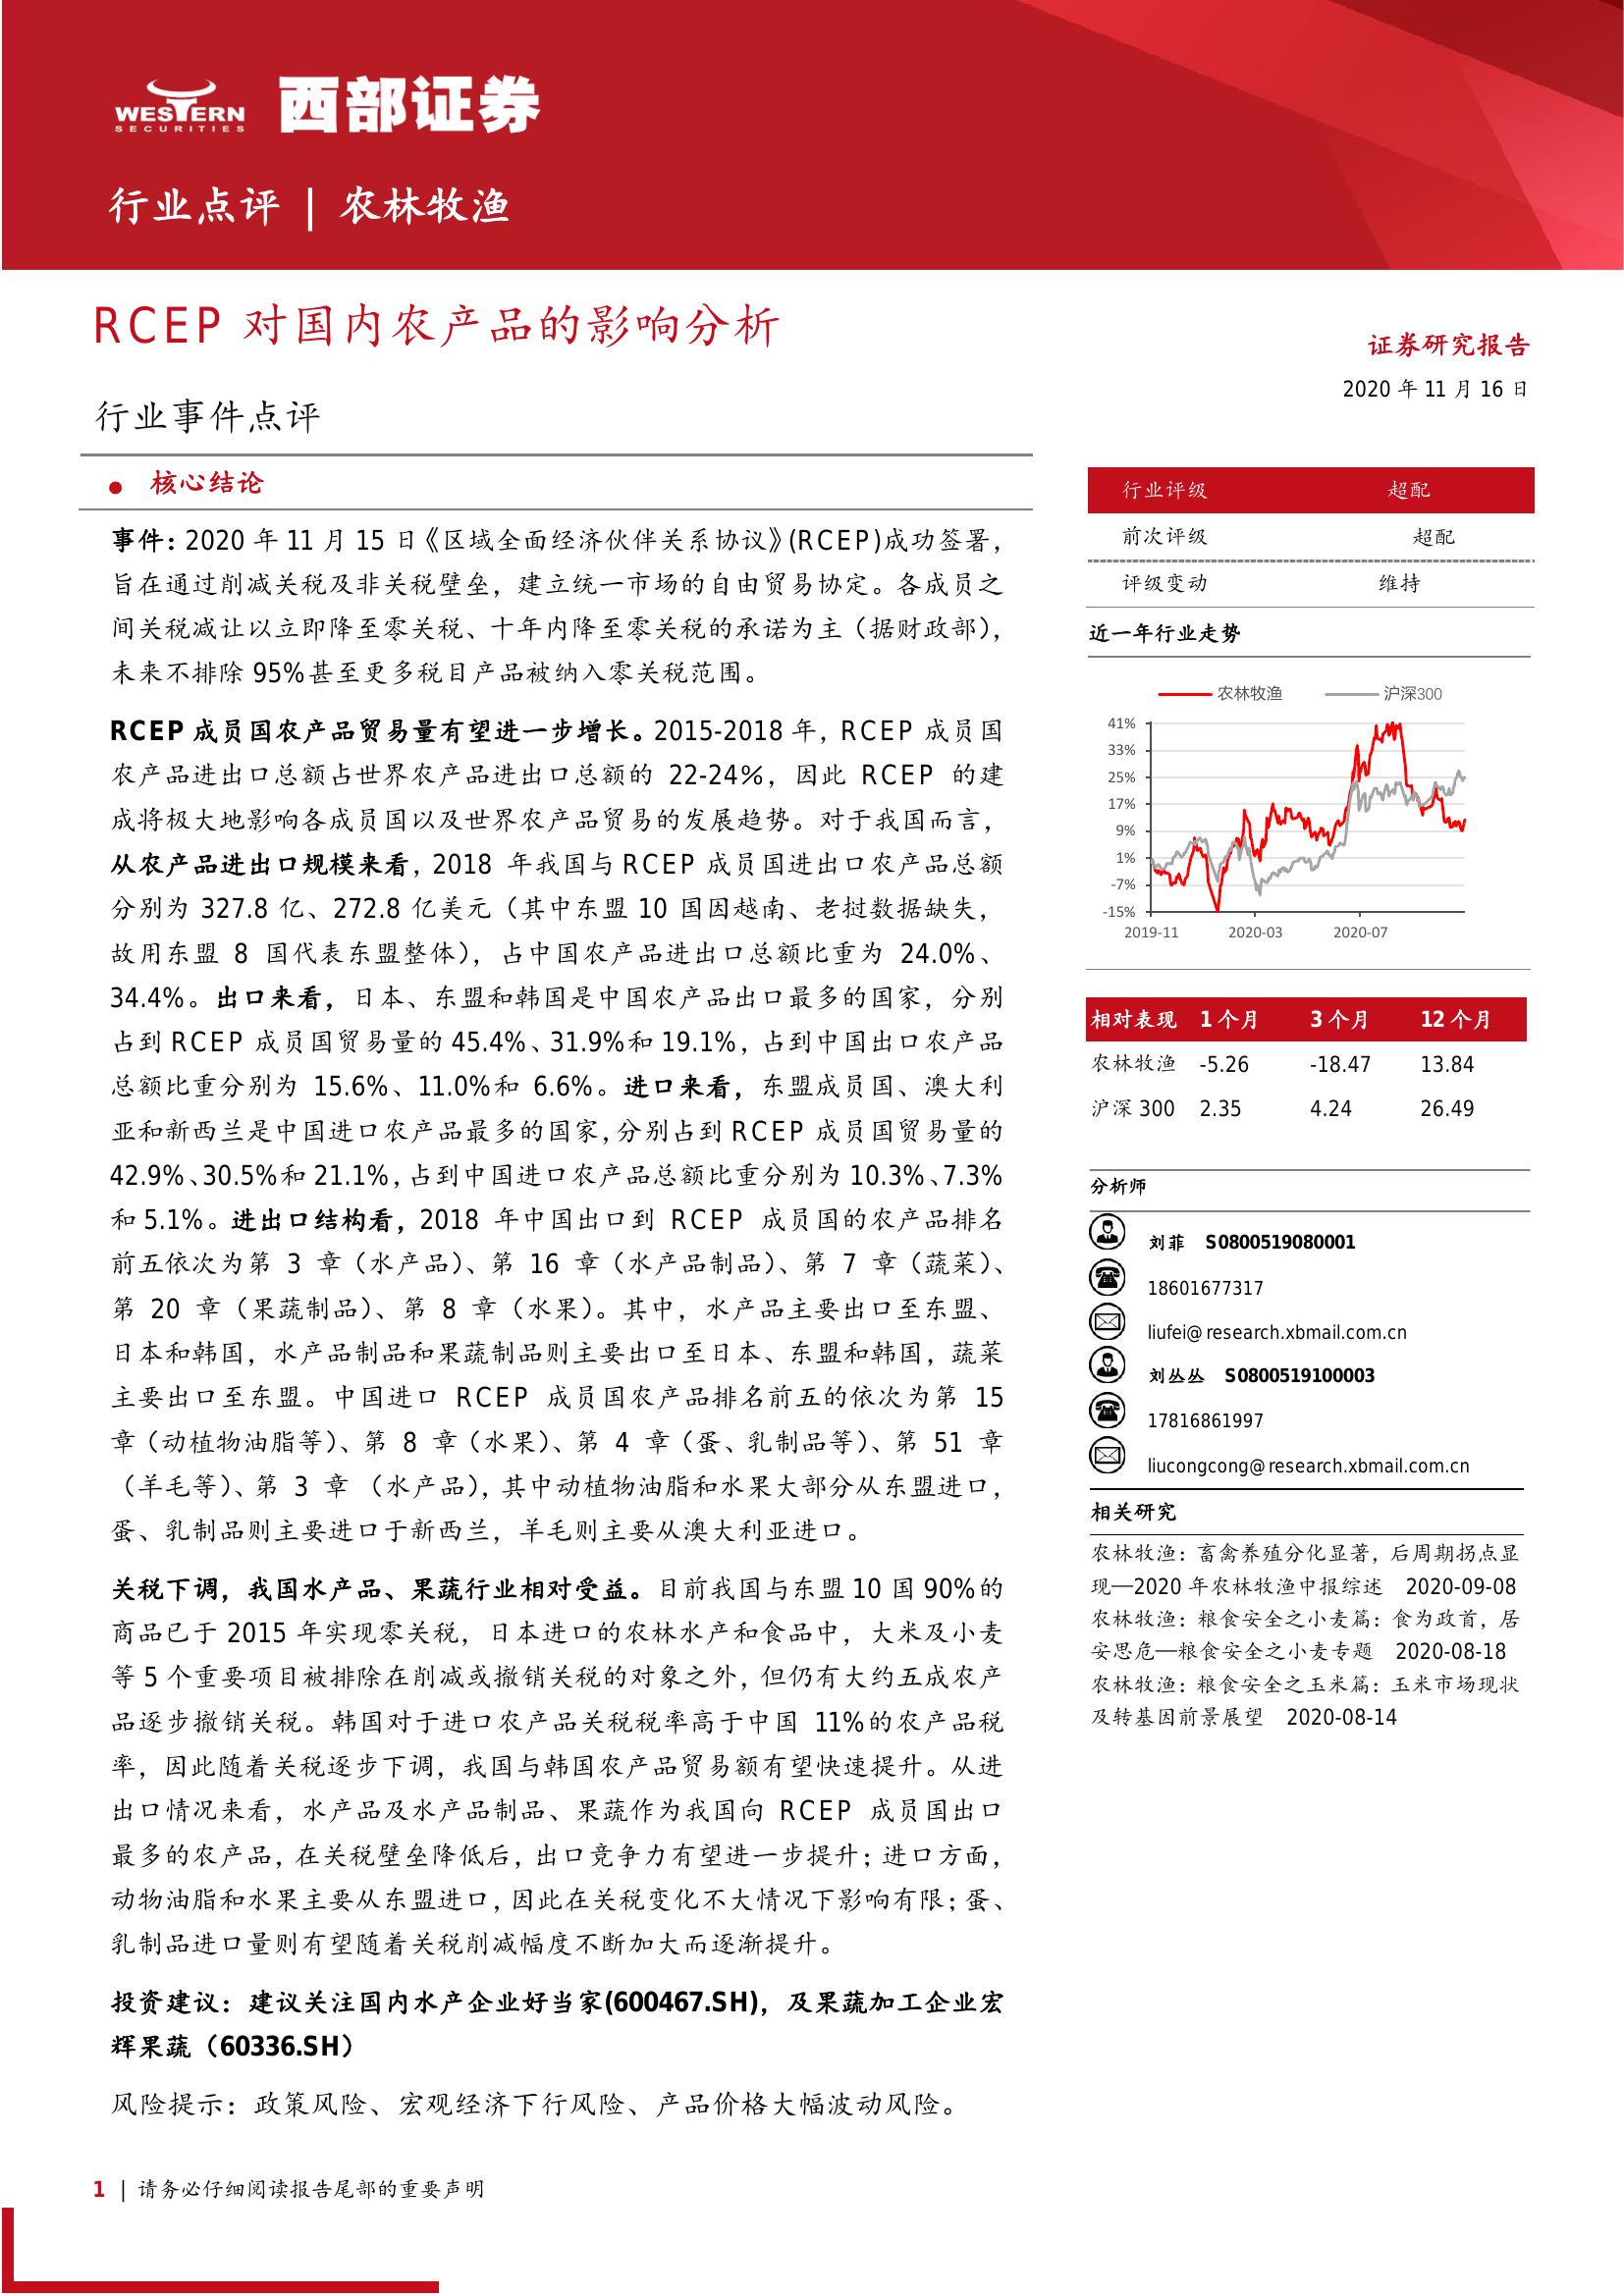 WESTERN
SECURITIES
西部证券
行业点评 | 农林牧渔
RCEP 对国内农产品的影响分析
行业事件点评
● 核心结论
事件：2020 年 11 月 15 日《区域全面经济伙伴关系协议》(RCEP)成功签署，
旨在通过削减关税及非关税壁垒，建立统一市场的自由贸易协定。各成员之
间关税减让以立即降至零关税、十年内降至零关税的承诺为主（据财政部），
未来不排除 95%甚至更多税目产品被纳入零关税范围。
RCEP 成员国农产品贸易量有望进一步增长。2015-2018 年，RCEP 成员国
农产品进出口总额占世界农产品进出口总额的 22-24%，因此 RCEP 的建
成将极大地影响各成员国以及世界农产品贸易的发展趋势。对于我国而言，
从农产品进出口规模来看，2018 年我国与 RCEP 成员国进出口农产品总额
分别为 327.8 亿、272.8 亿美元（其中东盟 10 国因越南、老挝数据缺失，
故用东盟 8 国代表东盟整体），占中国农产品进出口总额比重为 24.0%、
34.4%。出口来看，日本、东盟和韩国是中国农产品出口最多的国家，分别
占到 RCEP 成员国贸易量的 45.4%、31.9%和 19.1%，占到中国出口农产品
总额比重分别为 15.6%、11.0%和 6.6%。进口来看，东盟成员国、澳大利
亚和新西兰是中国进口农产品最多的国家，分别占到 RCEP 成员国贸易量的
42.9%、30.5%和 21.1%，占到中国进口农产品总额比重分别为 10.3%、7.3%
和 5.1%。进出口结构看，2018 年中国出口到 RCEP 成员国的农产品排名
前五依次为第 3 章（水产品）、第 16 章（水产品制品）、第 7 章（蔬菜）、
第 20 章（果蔬制品）、第 8 章（水果）。其中，水产品主要出口至东盟、
日本和韩国，水产品制品和果蔬制品则主要出口至日本、东盟和韩国，蔬菜
主要出口至东盟。中国进口 RCEP 成员国农产品排名前五的依次为第 15
章（动植物油脂等）、第 8 章（水果）、第 4 章（蛋、乳制品等）、第 51 章
（羊毛等）、第 3 章 （水产品），其中动植物油脂和水果大部分从东盟进口，
蛋、乳制品则主要进口于新西兰，羊毛则主要从澳大利亚进口。
关税下调，我国水产品、果蔬行业相对受益。目前我国与东盟 10 国 90%的
商品已于 2015 年实现零关税，日本进口的农林水产和食品中，大米及小麦
等 5 个重要项目被排除在削减或撤销关税的对象之外，但仍有大约五成农产
品逐步撤销关税。韩国对于进口农产品关税税率高于中国 11%的农产品税
率，因此随着关税逐步下调，我国与韩国农产品贸易额有望快速提升。从进
出口情况来看，水产品及水产品制品、果蔬作为我国向 RCEP 成员国出口
最多的农产品，在关税壁垒降低后，出口竞争力有望进一步提升；进口方面，
动物油脂和水果主要从东盟进口，因此在关税变化不大情况下影响有限；蛋、
乳制品进口量则有望随着关税削减幅度不断加大而逐渐提升。
投资建议：建议关注国内水产企业好当家(600467.SH)，及果蔬加工企业宏
辉果蔬（60336.SH）
风险提示：政策风险、宏观经济下行风险、产品价格大幅波动风险。
证券研究报告
2020 年 11 月 16 日
行业评级 超配
前次评级 超配
评级变动 维持
近一年行业走势
农林牧渔 沪深300
41%
33%
25%
17%
9%
1%
-7%
-15%
2019-11 2020-03 2020-07
相对表现 1 个月 3 个月 12 个月
农林牧渔 -5.26 -18.47 13.84
沪深 300 2.35 4.24 26.49
分析师
刘菲 S0800519080001
18601677317
liufei@research.xbmail.com.cn
刘丛丛 S0800519100003
17816861997
liucongcong@research.xbmail.com.cn
相关研究
农林牧渔：畜禽养殖分化显著，后周期拐点显
现—2020 年农林牧渔中报综述 2020-09-08
农林牧渔：粮食安全之小麦篇：食为政首，居
安思危—粮食安全之小麦专题 2020-08-18
农林牧渔：粮食安全之玉米篇：玉米市场现状
及转基因前景展望 2020-08-14
1 | 请务必仔细阅读报告尾部的重要声明